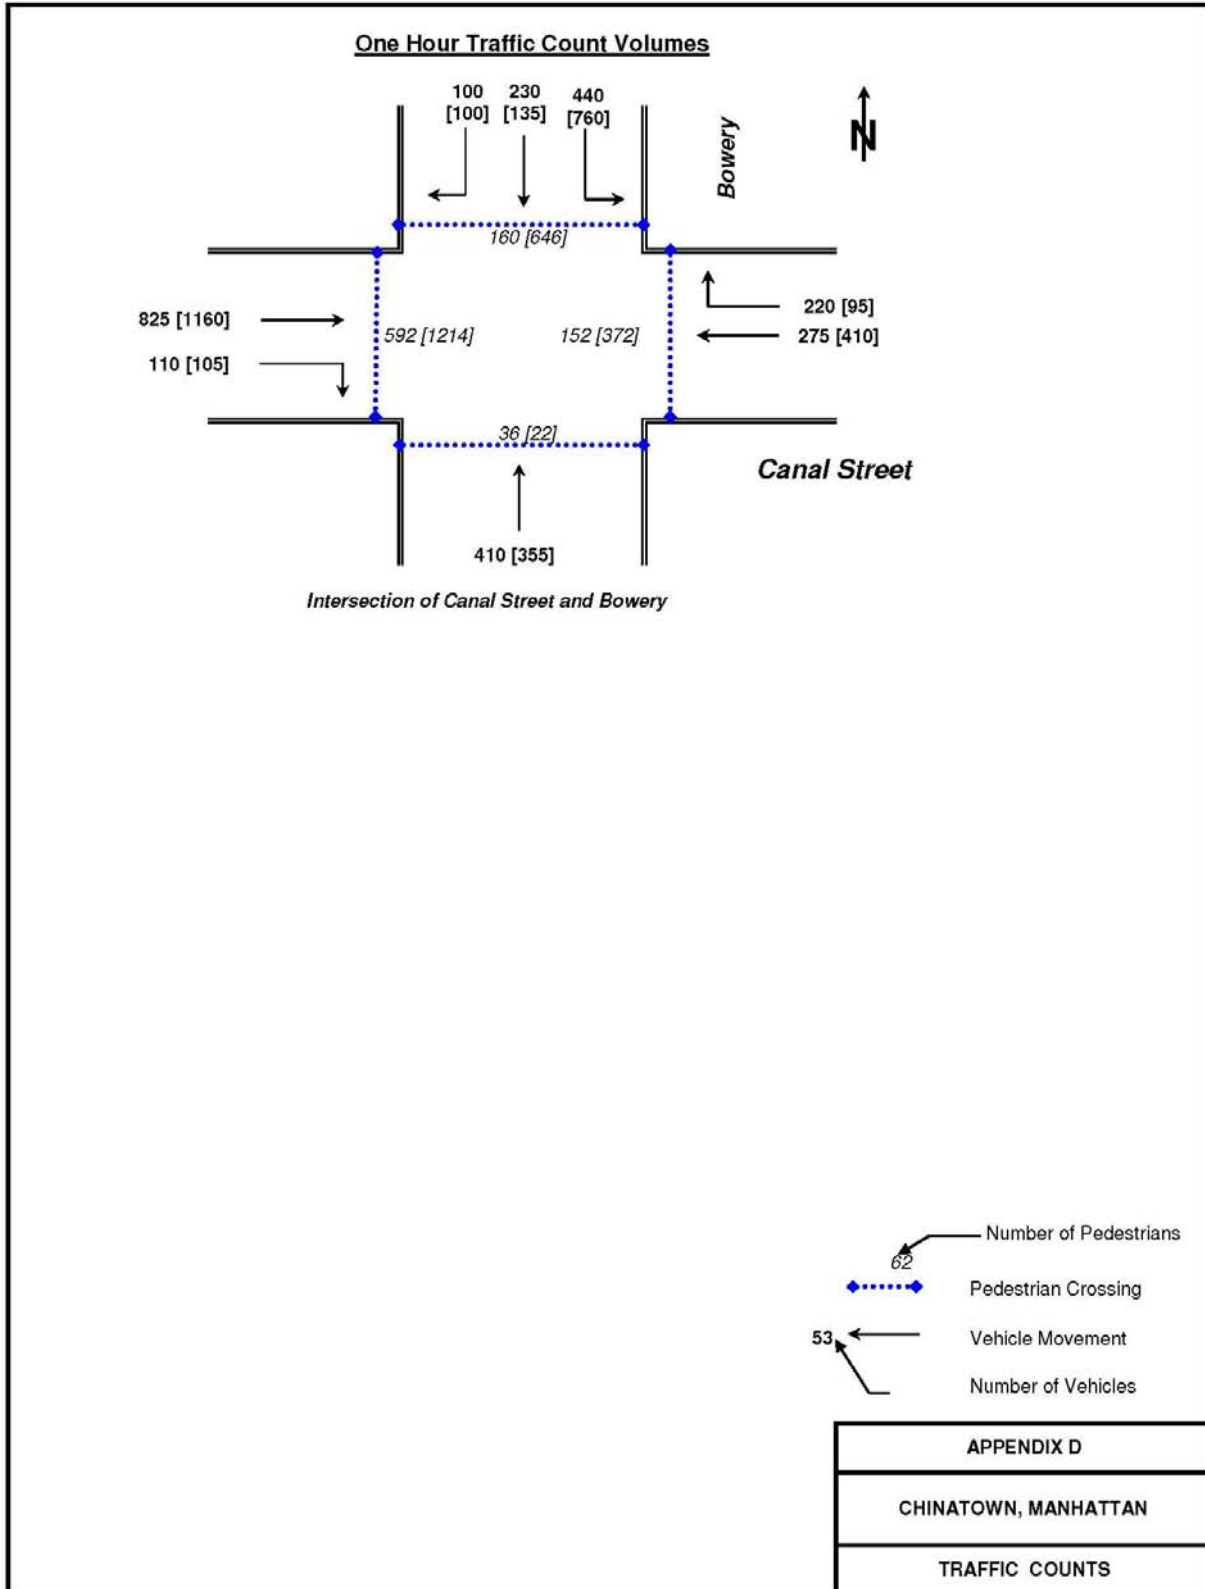 One Hour Traffic Count Volumes
100 230 440
[100] [135] [760]
Bowery
N
160 [646]
825 [1160]
220 [95]
592 [1214]
152 [372]
275 [410]
110 [105]
36 [22]
Canal Street
410 [355]
Intersection of Canal Street and Bowery
Number of Pedestrians
62
Pedestrian Crossing
53
Vehicle Movement
Number of Vehicles
APPENDIX D
CHINATOWN, MANHATTAN
TRAFFIC COUNTS